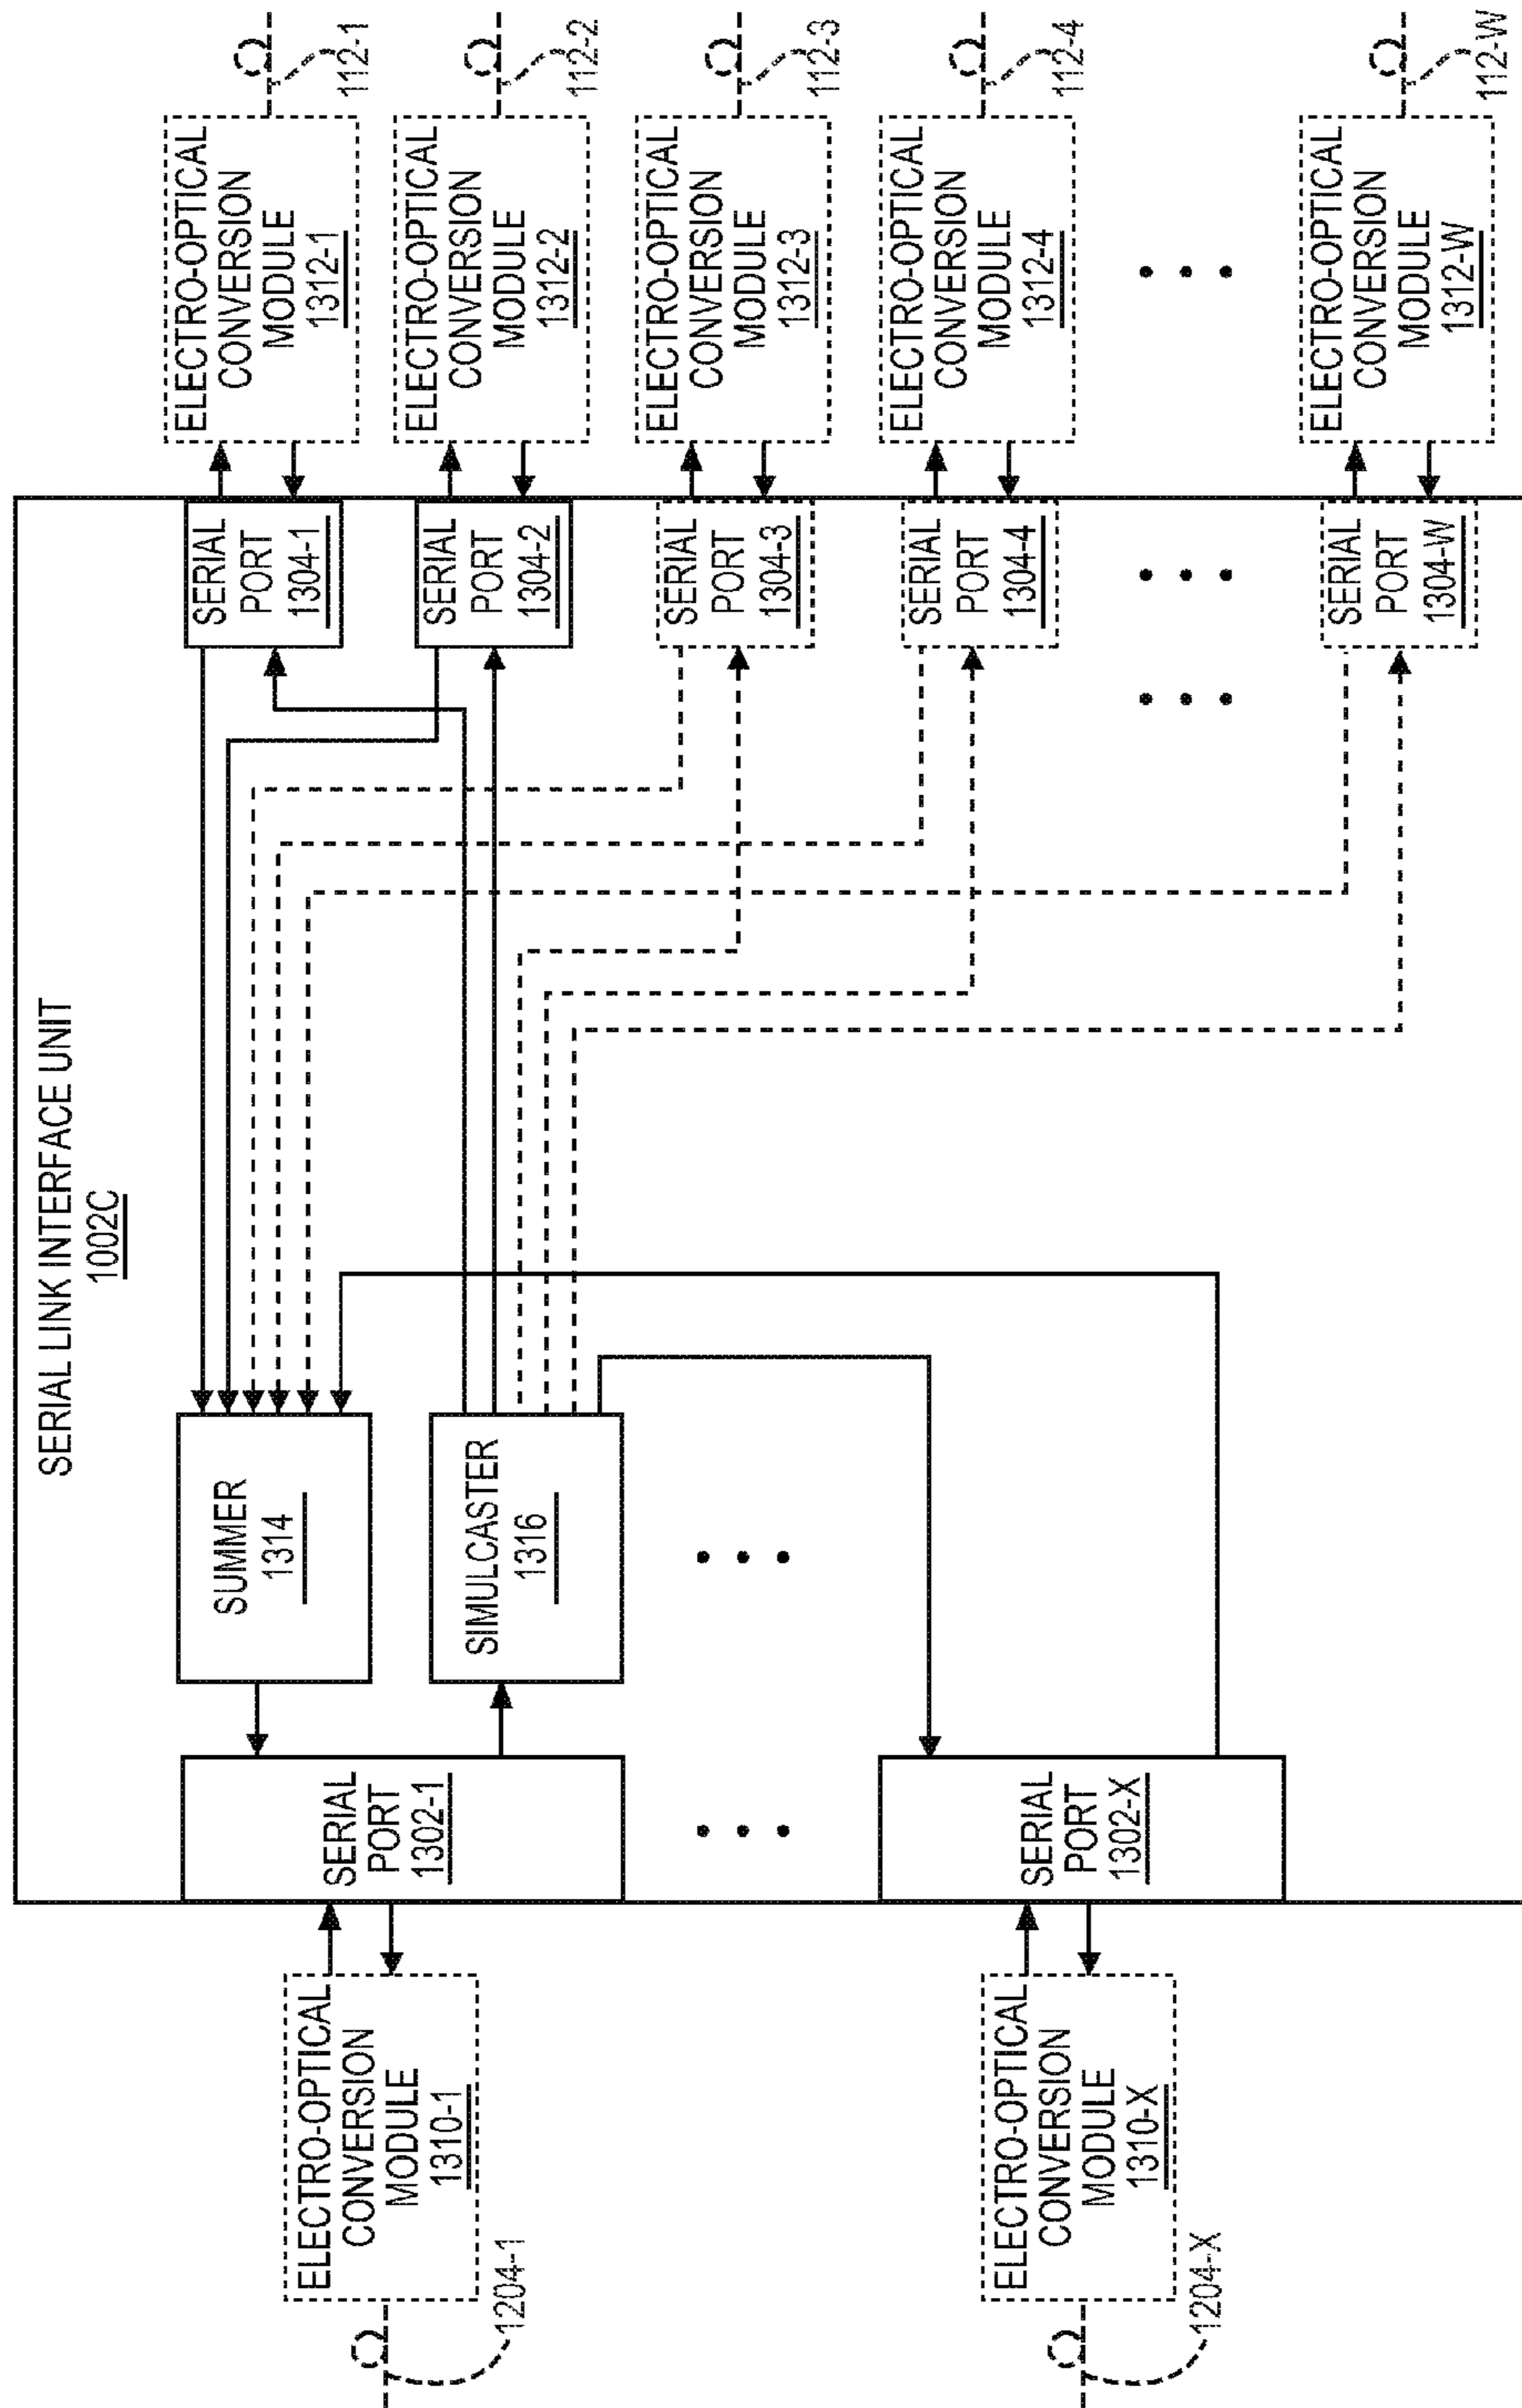 SERIAL LINK INTERFACE UNIT
1002C
ELECTRO-OPTICAL
CONVERSION
MODULE
1310-1
1204-1
SERIAL
PORT
1302-1
SUMMER
1314
SIMULCASTER
1316
SERIAL
PORT
1304-1
ELECTRO-OPTICAL
CONVERSION
MODULE
1312-1
112-1
SERIAL
PORT
1304-2
ELECTRO-OPTICAL
CONVERSION
MODULE
1312-2
112-2
SERIAL
PORT
1304-3
ELECTRO-OPTICAL
CONVERSION
MODULE
1312-3
112-3
ELECTRO-OPTICAL
CONVERSION
MODULE
1310-X
1204-X
SERIAL
PORT
1302-X
SERIAL
PORT
1304-4
ELECTRO-OPTICAL
CONVERSION
MODULE
1312-4
112-4
SERIAL
PORT
1304-W
ELECTRO-OPTICAL
CONVERSION
MODULE
1312-W
112-W